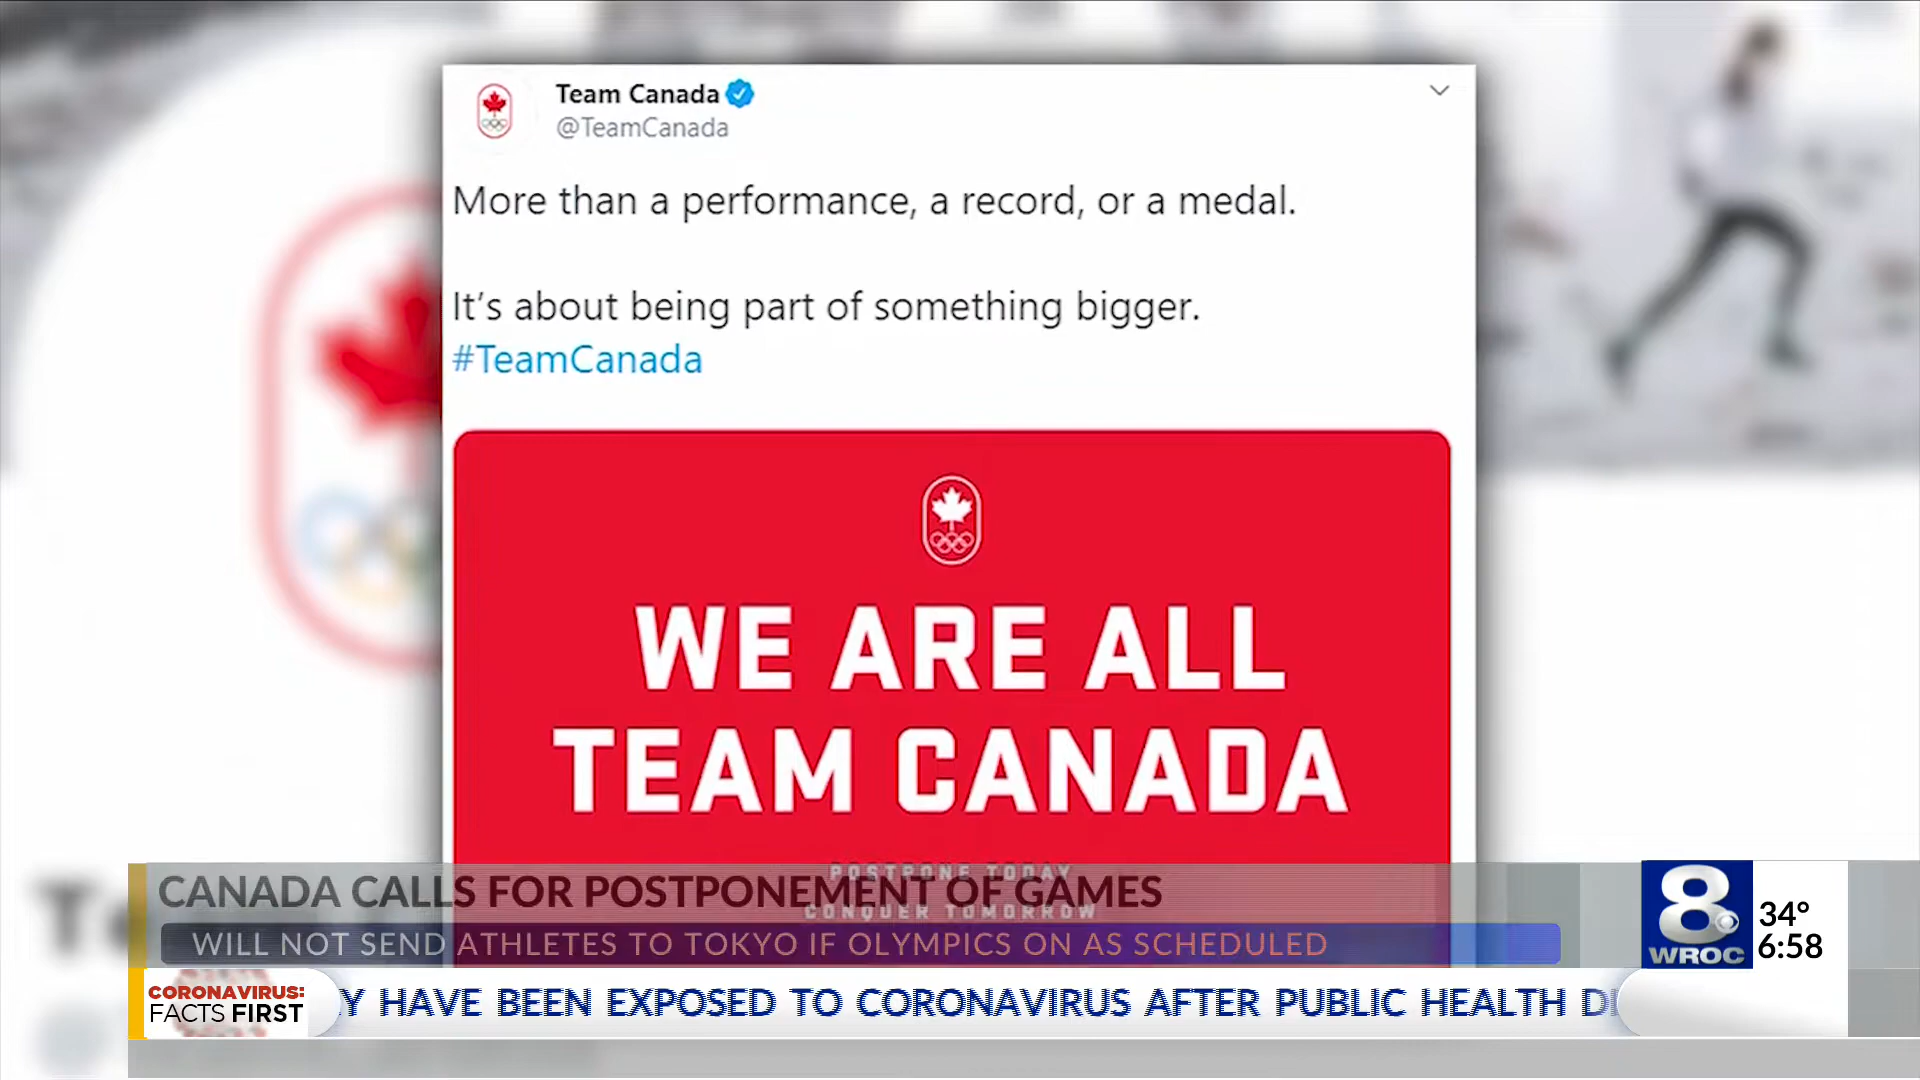 Team Canada
@TeamCanada
More than a performance, a record, or a medal.
It's about being part of something bigger.
#TeamCanada
WE ARE ALL
TEAM CANADA
POSTPONE TODAY
CONQUER TOMORROW
CANADA CALLS FOR POSTPONEMENT OF GAMES
WILL NOT SEND ATHLETES TO TOKYO IF OLYMPICS ON AS SCHEDULED
8
WROC
34°
6:58
CORONAVIRUS:
FACTS FIRST
Y HAVE BEEN EXPOSED TO CORONAVIRUS AFTER PUBLIC HEALTH D